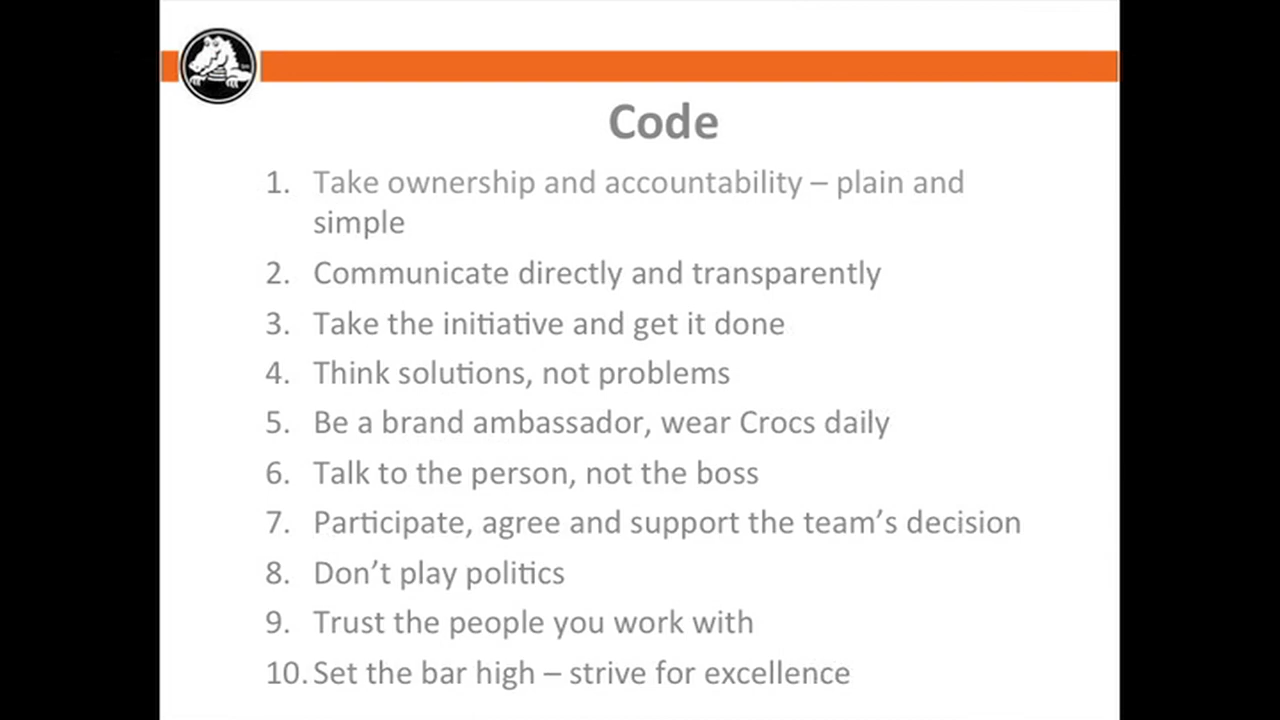 Code
1. Take ownership and accountability – plain and
simple
2. Communicate directly and transparently
3. Take the initiative and get it done
4. Think solutions, not problems
5. Be a brand ambassador, wear Crocs daily
6. Talk to the person, not the boss
7. Participate, agree and support the team’s decision
8. Don’t play politics
9. Trust the people you work with
10. Set the bar high – strive for excellence